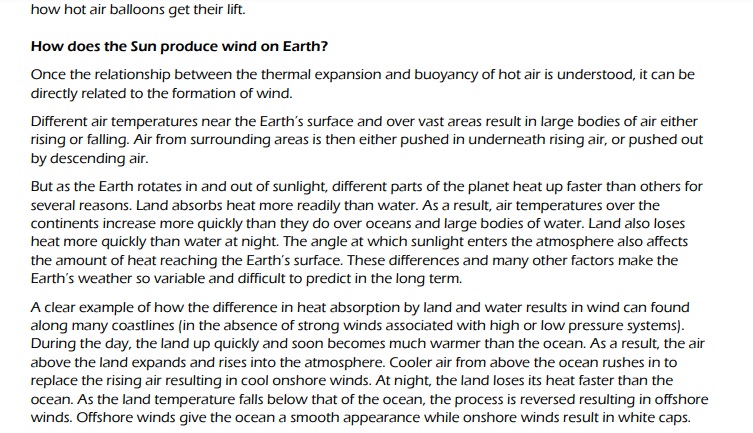 how hot air balloons get their lift.
How does the Sun produce wind on Earth?
Once the relationship between the thermal expansion and buoyancy of hot air is understood, it can be
directly related to the formation of wind.
Different air temperatures near the Earth's surface and over vast areas result in large bodies of air either
rising or falling. Air from surrounding areas is then either pushed in underneath rising air, or pushed out
by descending air.
But as the Earth rotates in and out of sunlight, different parts of the planet heat up faster than others for
several reasons. Land absorbs heat more readily than water. As a result, air temperatures over the
continents increase more quickly than they do over oceans and large bodies of water. Land also loses
heat more quickly than water at night. The angle at which sunlight enters the atmosphere also affects
the amount of heat reaching the Earth's surface. These differences and many other factors make the
Earth's weather so variable and difficult to predict in the long term.
A clear example of how the difference in heat absorption by land and water results in wind can found
along many coastlines (in the absence of strong winds associated with high or low pressure systems).
During the day, the land up quickly and soon becomes much warmer than the ocean. As a result, the air
above the land expands and rises into the atmosphere. Cooler air from above the ocean rushes in to
replace the rising air resulting in cool onshore winds. At night, the land loses its heat faster than the
ocean. As the land temperature falls below that of the ocean, the process is reversed resulting in offshore
winds. Offshore winds give the ocean a smooth appearance while onshore winds result in white caps.